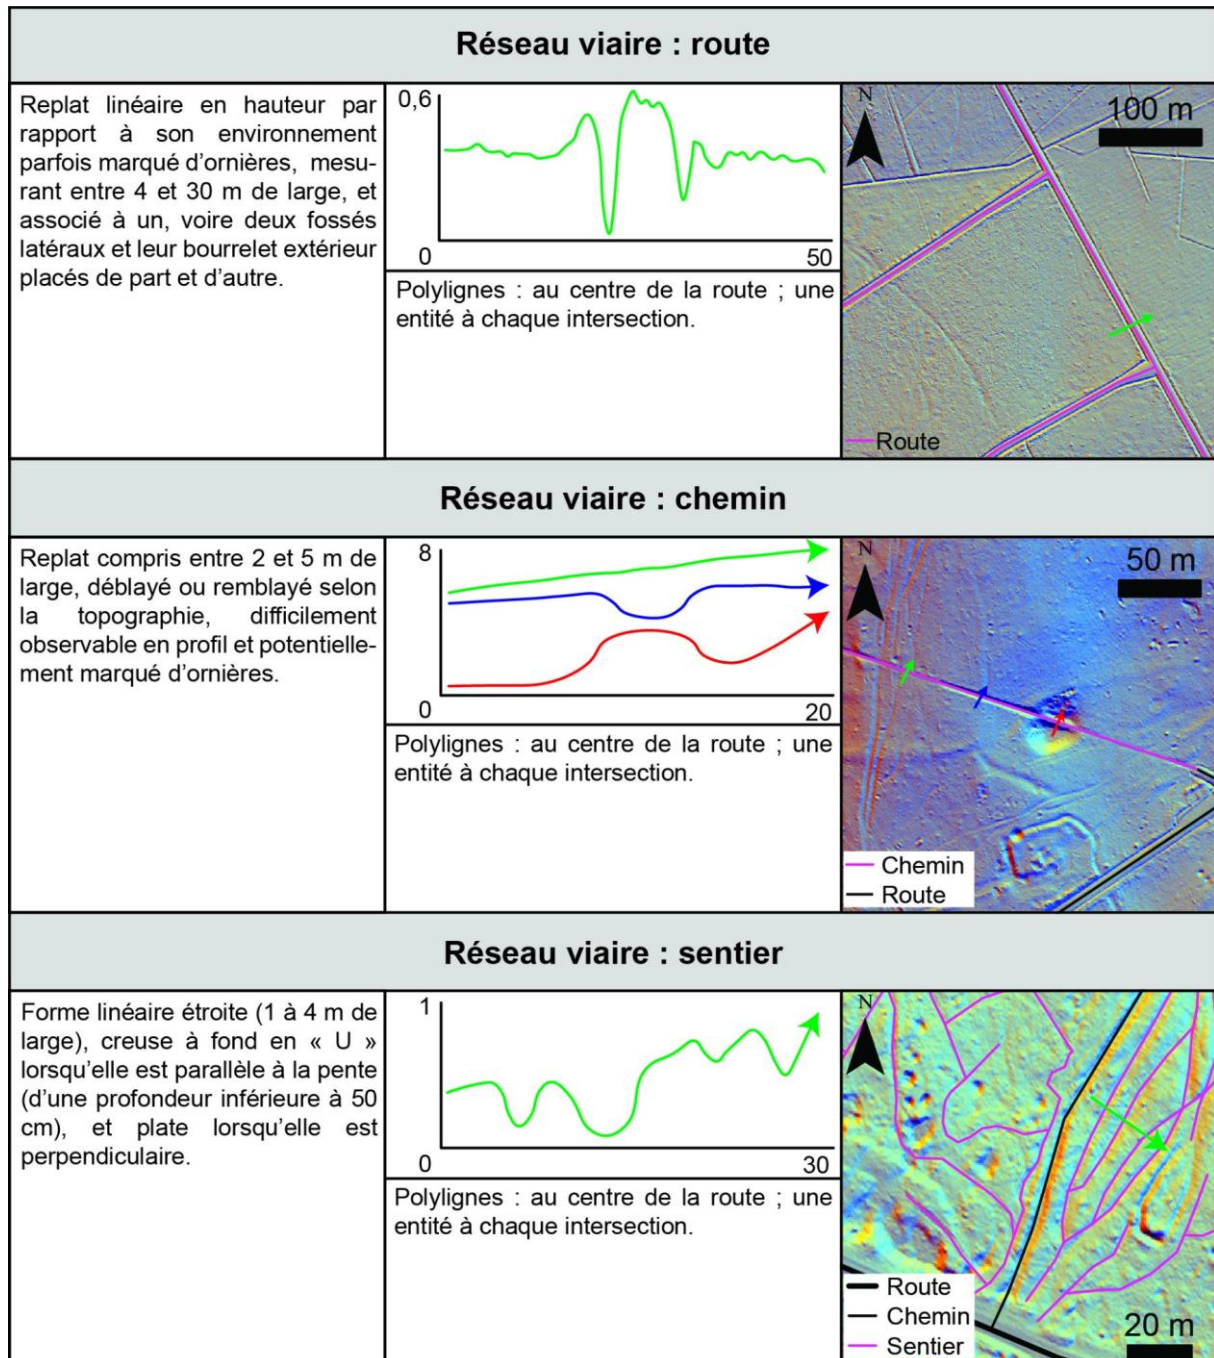 Réseau viaire : route
Replat linéaire en hauteur par
rapport à son environnement
parfois marqué d'ornières, mesu-
rant entre 4 et 30 m de large, et
associé à un, voire deux fossés
latéraux et leur bourrelet extérieur
placés de part et d'autre.
0,6
0
50
Polylignes : au centre de la route ; une
entité à chaque intersection.
N
100 m
Route
Réseau viaire : chemin
Replat compris entre 2 et 5 m de
large, déblayé ou remblayé selon
la topographie, difficilement
observable en profil et potentielle-
ment marqué d'ornières.
8
0
20
Polylignes : au centre de la route ; une
entité à chaque intersection.
N
50 m
Chemin
Route
Réseau viaire : sentier
Forme linéaire étroite (1 à 4 m de
large), creuse à fond en « U »
lorsqu'elle est parallèle à la pente
(d'une profondeur inférieure à 50
cm), et plate lorsqu'elle est
perpendiculaire.
1
0
30
Polylignes : au centre de la route ; une
entité à chaque intersection.
N
Route
Chemin
Sentier
20 m